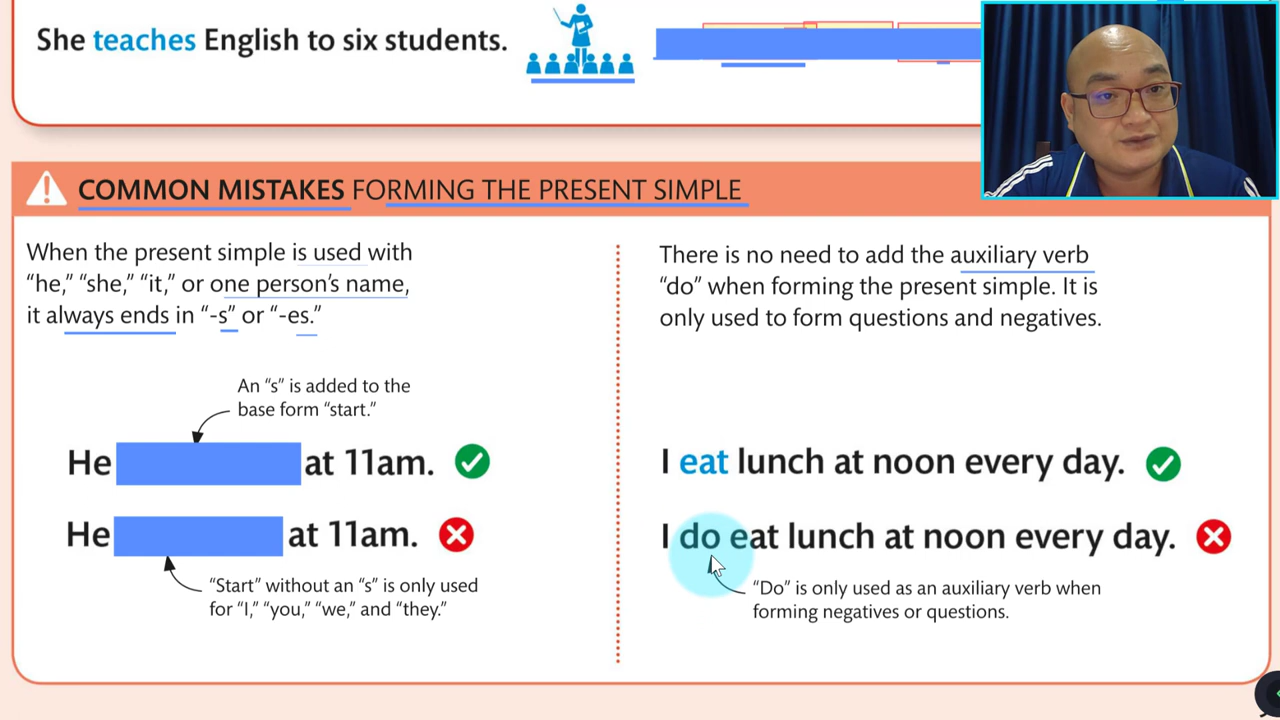 She teaches English to six students.
COMMON MISTAKES FORMING THE PRESENT SIMPLE
When the present simple is used with
“he,” “she,” “it,” or one person’s name,
it always ends in “-s” or “-es.”
An “s” is added to the
base form “start.”
He at 11am.
He at 11am.
“Start” without an “s” is only used
for “I,” “you,” “we,” and “they.”
There is no need to add the auxiliary verb
“do” when forming the present simple. It is
only used to form questions and negatives.
I eat lunch at noon every day.
I do eat lunch at noon every day.
“Do” is only used as an auxiliary verb when
forming negatives or questions.